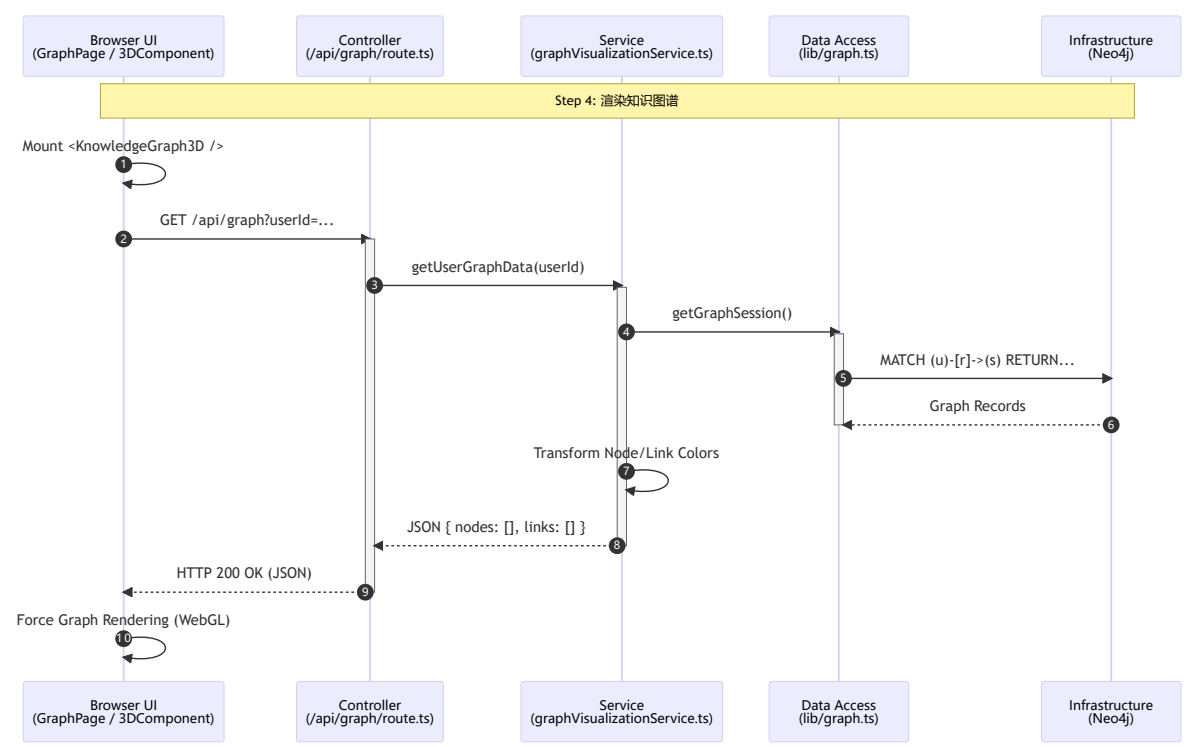 Browser UI
(GraphPage / 3DComponent)
Controller
(/api/graph/route.ts)
Service
(graphVisualizationService.ts)
Data Access
(lib/graph.ts)
Infrastructure
(Neo4j)
Step 4: 渲染知识图谱
Mount <KnowledgeGraph3D />
1
GET /api/graph?userId=...
2
getUserGraphData(userId)
3
getGraphSession()
4
MATCH (u)-[r]->(s) RETURN...
5
Graph Records
6
Transform Node/Link Colors
7
JSON { nodes: [], links: [] }
8
HTTP 200 OK (JSON)
9
Force Graph Rendering (WebGL)
10
Browser UI
(GraphPage / 3DComponent)
Controller
(/api/graph/route.ts)
Service
(graphVisualizationService.ts)
Data Access
(lib/graph.ts)
Infrastructure
(Neo4j)